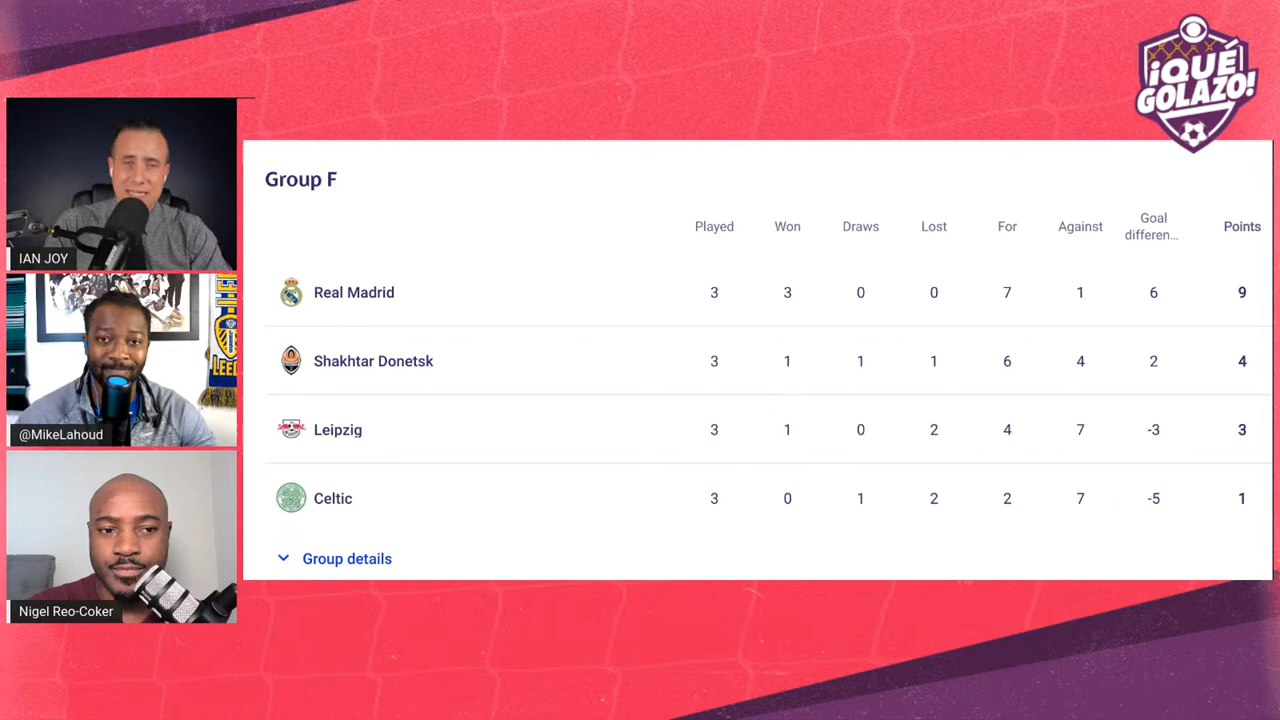 ¡QUÉ
GOLAZO!
IAN JOY
@MikeLahoud
Nigel Reo-Coker
LEED
Group F
Played Won Draws Lost For Against Goal differen... Points
Real Madrid 3 3 0 0 7 1 6 9
Shakhtar Donetsk 3 1 1 1 6 4 2 4
Leipzig 3 1 0 2 4 7 -3 3
Celtic 3 0 1 2 2 7 -5 1
Group details